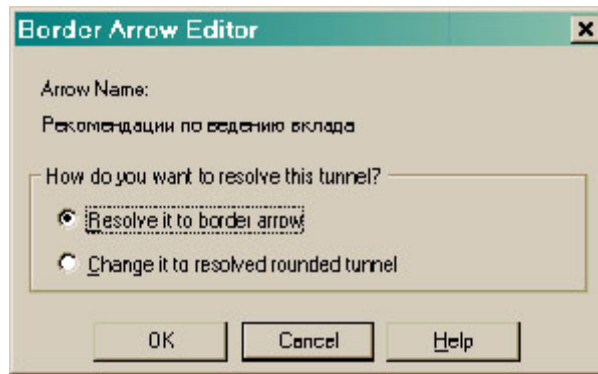 Border Arrow Editor
Arrow Name:
Рекомендации по ведению вклада
How do you want to resolve this tunnel?
Resolve it to border arrow
Change it to resolved rounded tunnel
OK Cancel Help